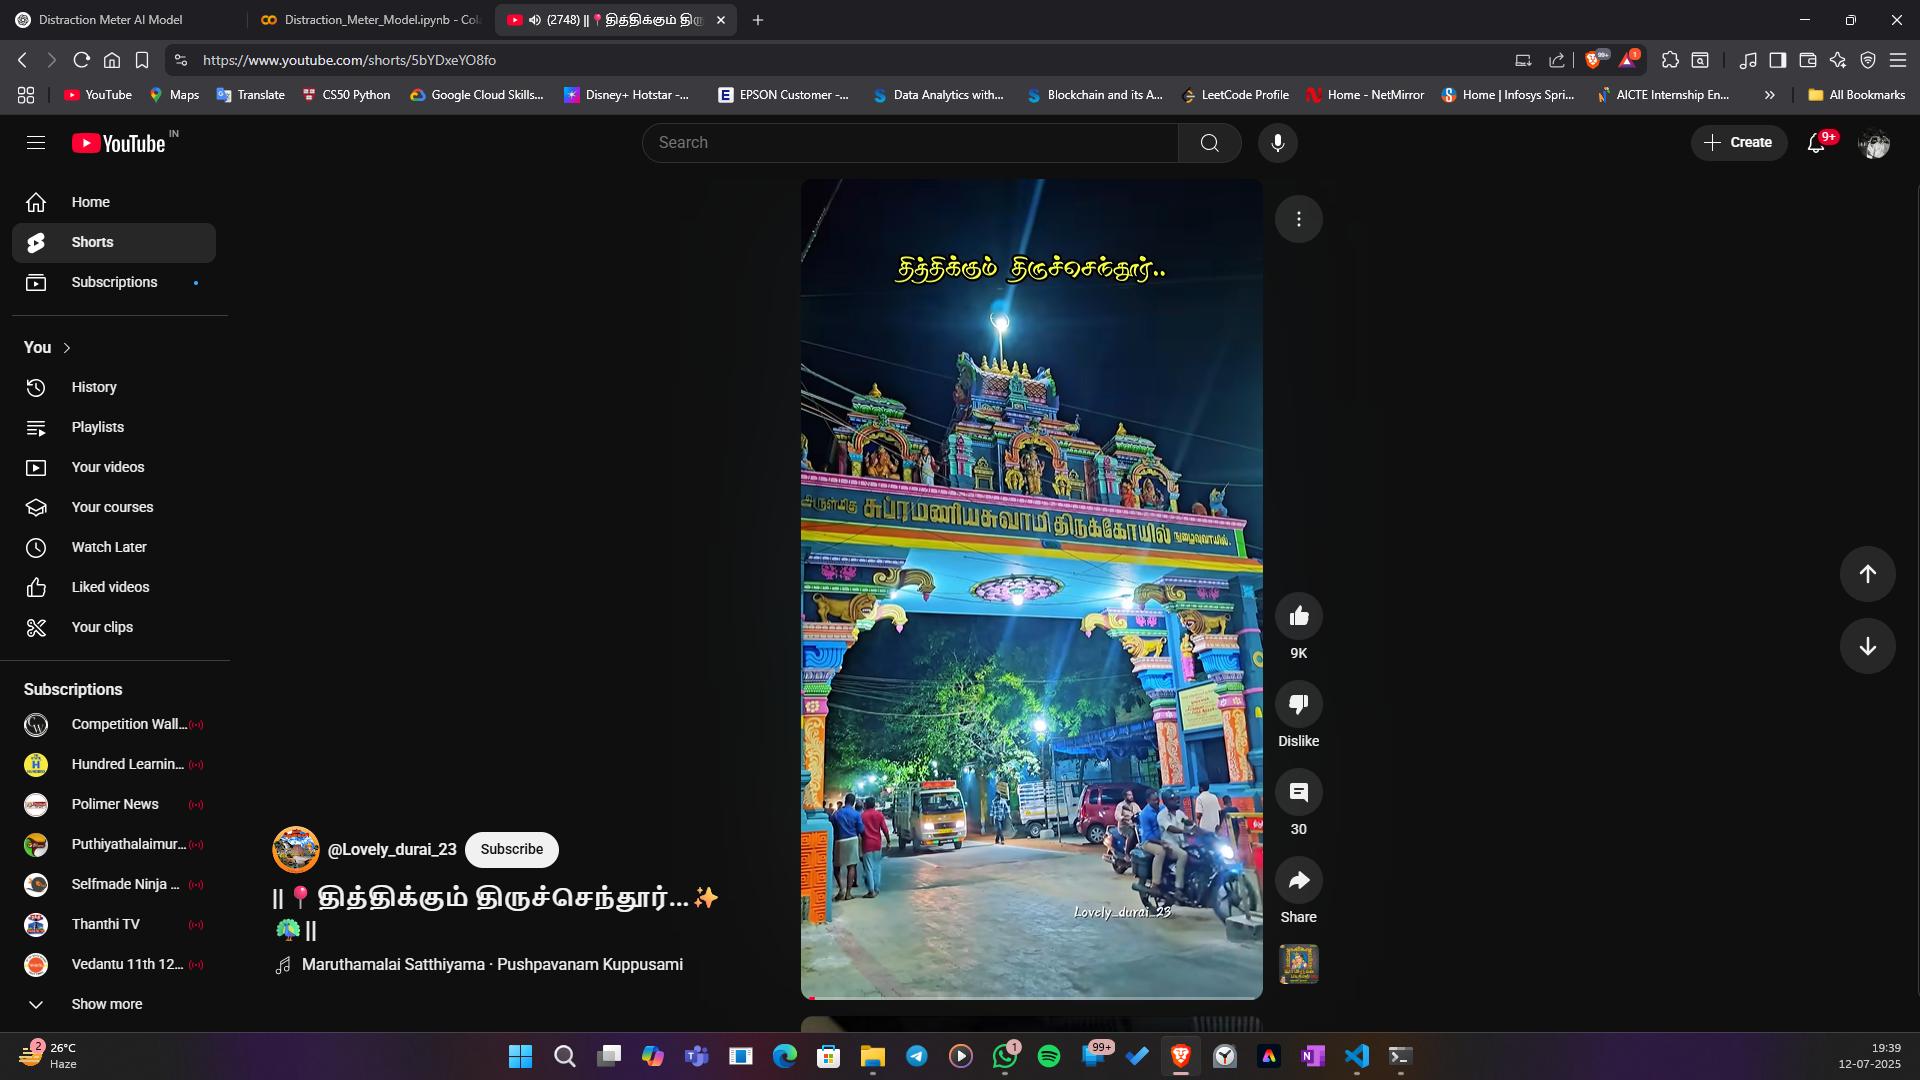 Distraction Meter AI Model
Distraction_Meter_Model.ipynb - Col
(2748) ||📍தித்திக்கும் திரு
https://www.youtube.com/shorts/5bYDxeYO8fo
99+
1
YouTube
Maps
Translate
CS50 Python
Google Cloud Skills...
Disney+ Hotstar -...
EPSON Customer -...
Data Analytics with...
Blockchain and its A...
LeetCode Profile
Home - NetMirror
Home | Infosys Spri...
AICTE Internship En...
All Bookmarks
YouTube IN
Search
Create
9+
Home
Shorts
Subscriptions
You
History
Playlists
Your videos
Your courses
Watch Later
Liked videos
Your clips
Subscriptions
Competition Wall...
Hundred Learnin...
Polimer News
Puthiyathalaimur...
Selfmade Ninja ...
Thanthi TV
Vedantu 11th 12...
Show more
தித்திக்கும் திருச்செந்தூர்..
அருள்மிகு சுப்ரமணியசுவாமி திருக்கோயில் நுழைவுவாயில்.
Lovely_durai_23
@Lovely_durai_23
Subscribe
||📍தித்திக்கும் திருச்செந்தூர்...✨
🦚||
Maruthamalai Satthiyama · Pushpavanam Kuppusami
9K
Dislike
30
Share
2
26°C
Haze
1
99+
19:39
12-07-2025